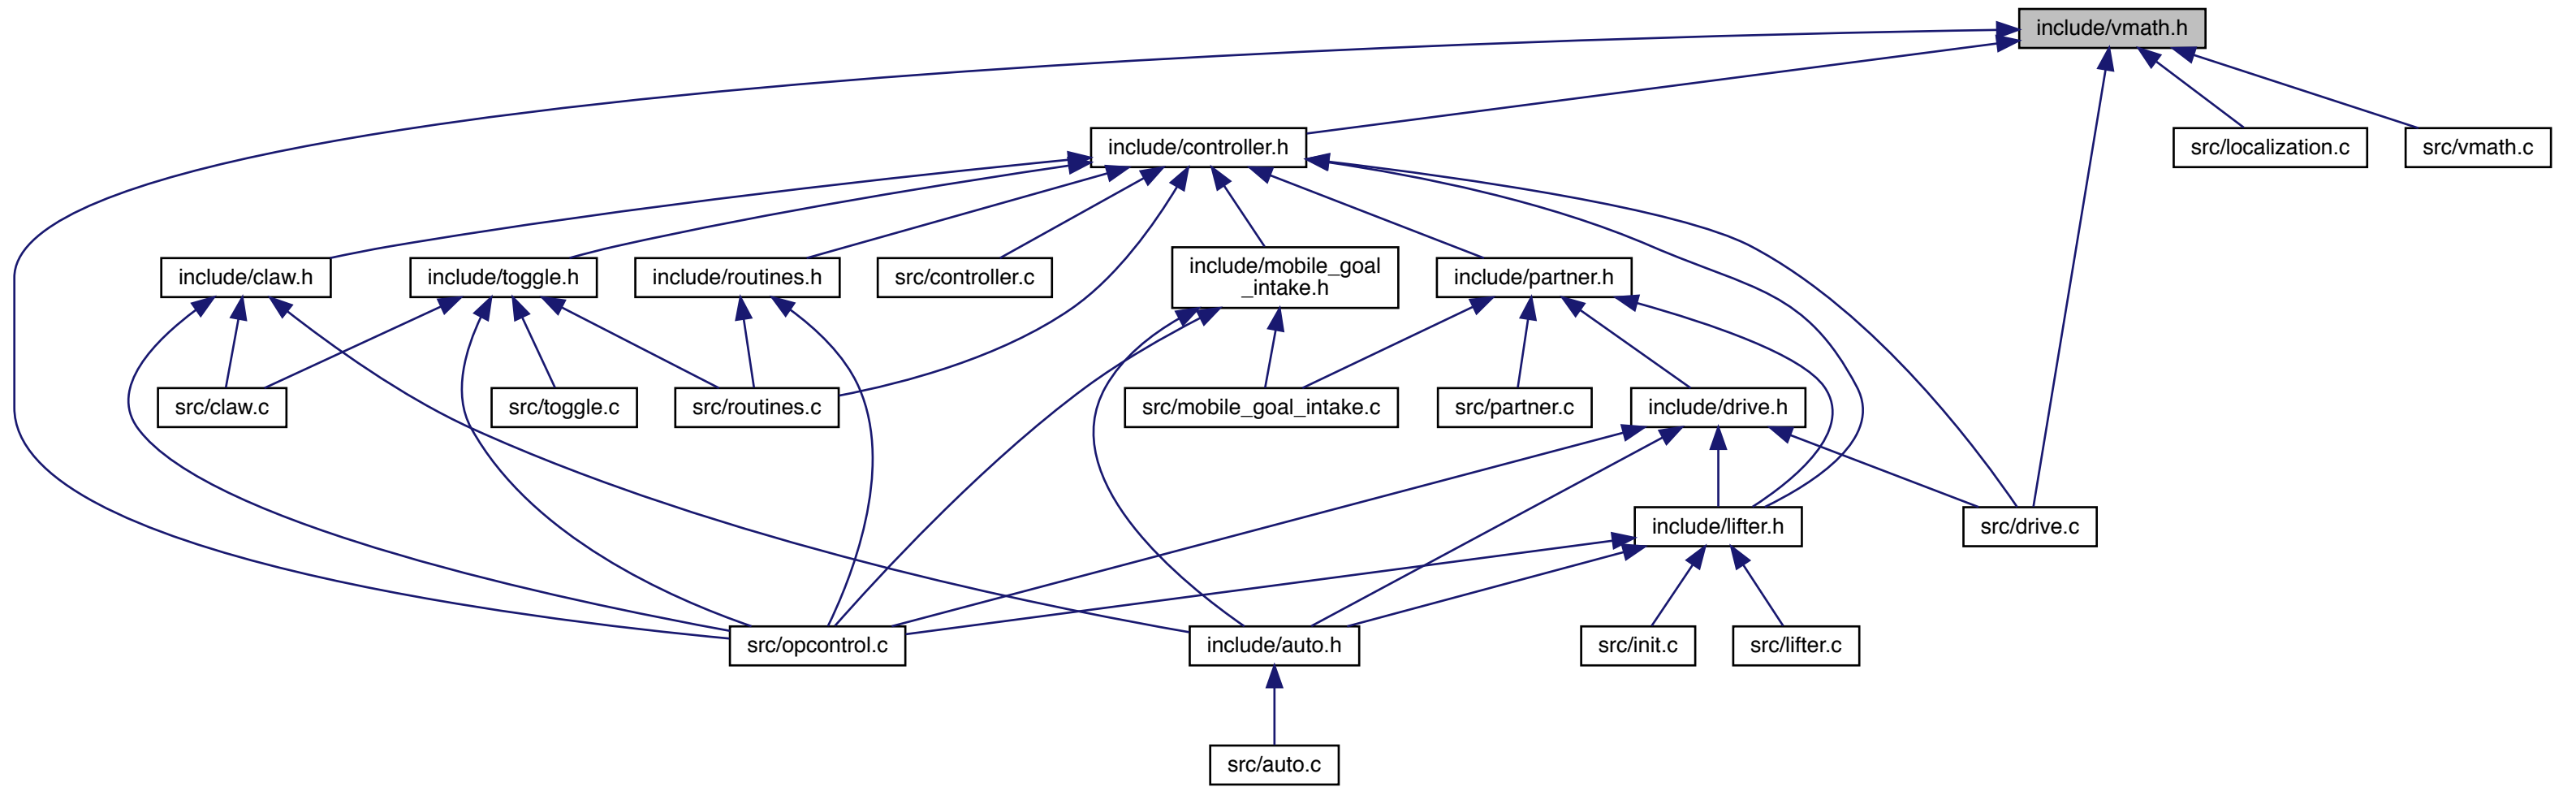 include/vmath.h
include/controller.h
src/localization.c
src/vmath.c
include/claw.h
include/toggle.h
include/routines.h
src/controller.c
include/mobile_goal
_intake.h
include/partner.h
src/claw.c
src/toggle.c
src/routines.c
src/mobile_goal_intake.c
src/partner.c
include/drive.h
include/lifter.h
src/drive.c
src/opcontrol.c
include/auto.h
src/init.c
src/lifter.c
src/auto.c